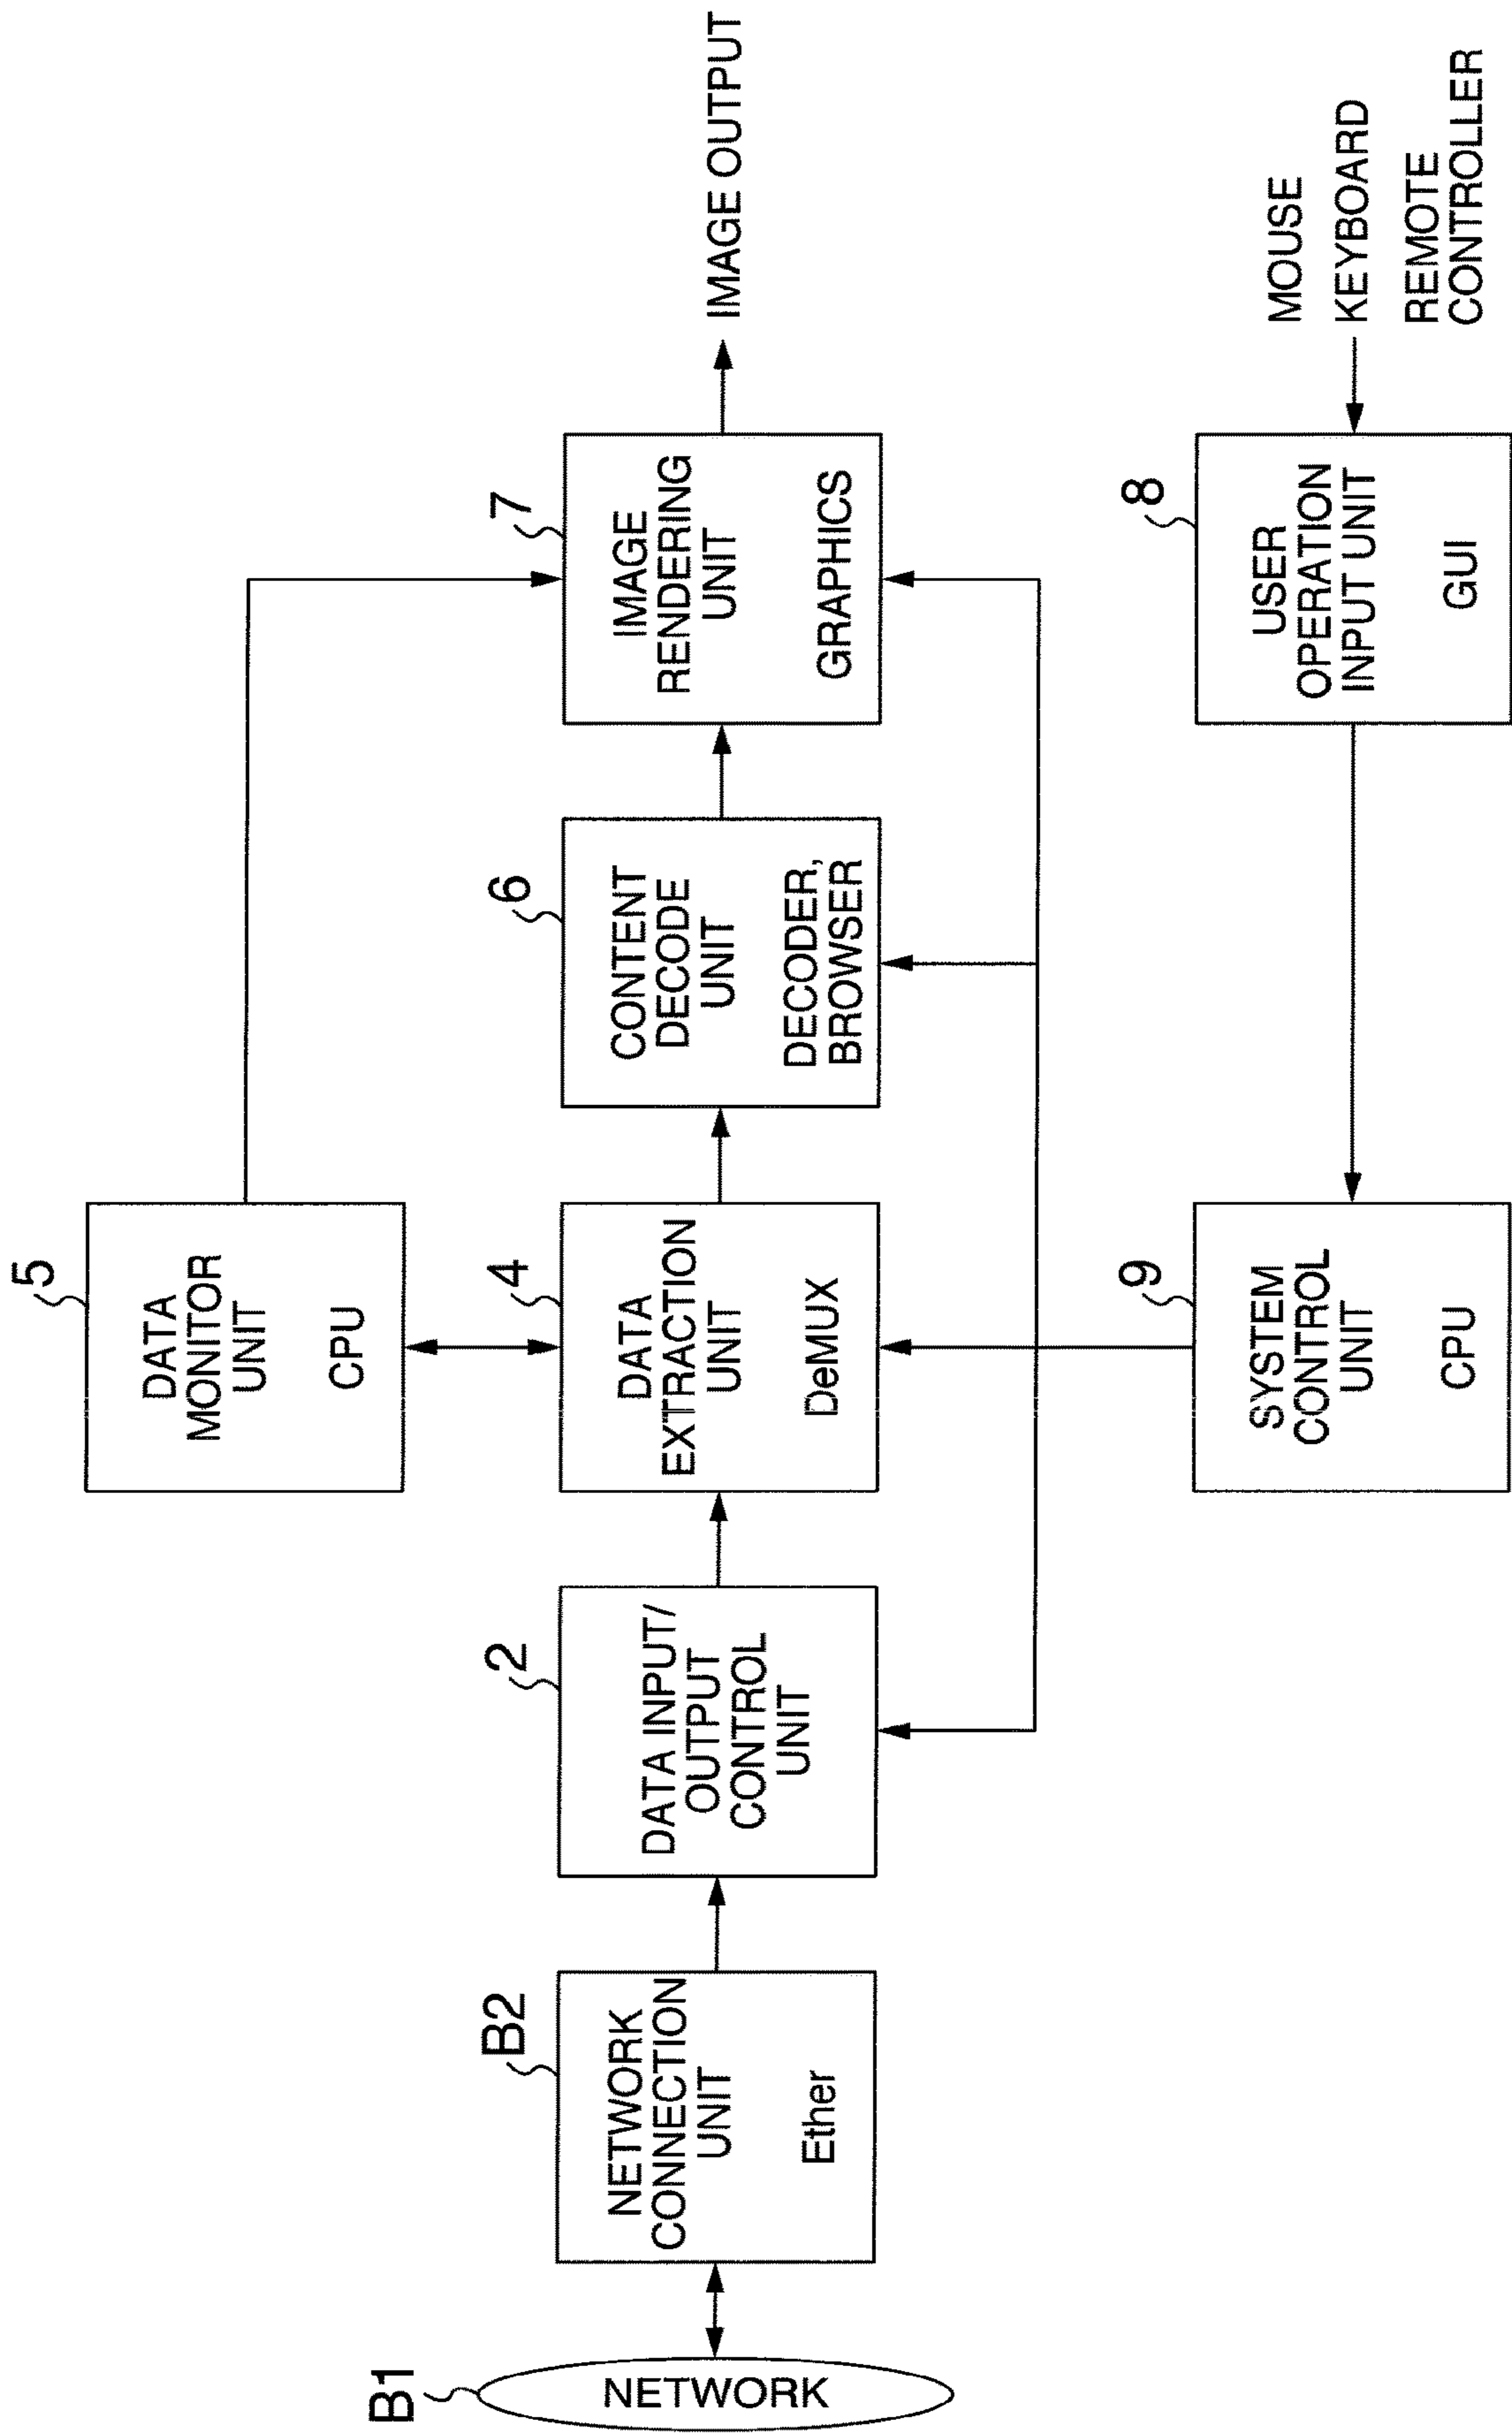 5
DATA
MONITOR
UNIT
CPU
B1
NETWORK
B2
NETWORK
CONNECTION
UNIT
Ether
2
DATA INPUT/
OUTPUT
CONTROL
UNIT
4
DATA
EXTRACTION
UNIT
DeMUX
6
CONTENT
DECODE
UNIT
DECODER,
BROWSER
7
IMAGE
RENDERING
UNIT
GRAPHICS
IMAGE OUTPUT
9
SYSTEM
CONTROL
UNIT
CPU
8
USER
OPERATION
INPUT UNIT
GUI
MOUSE
KEYBOARD
REMOTE
CONTROLLER